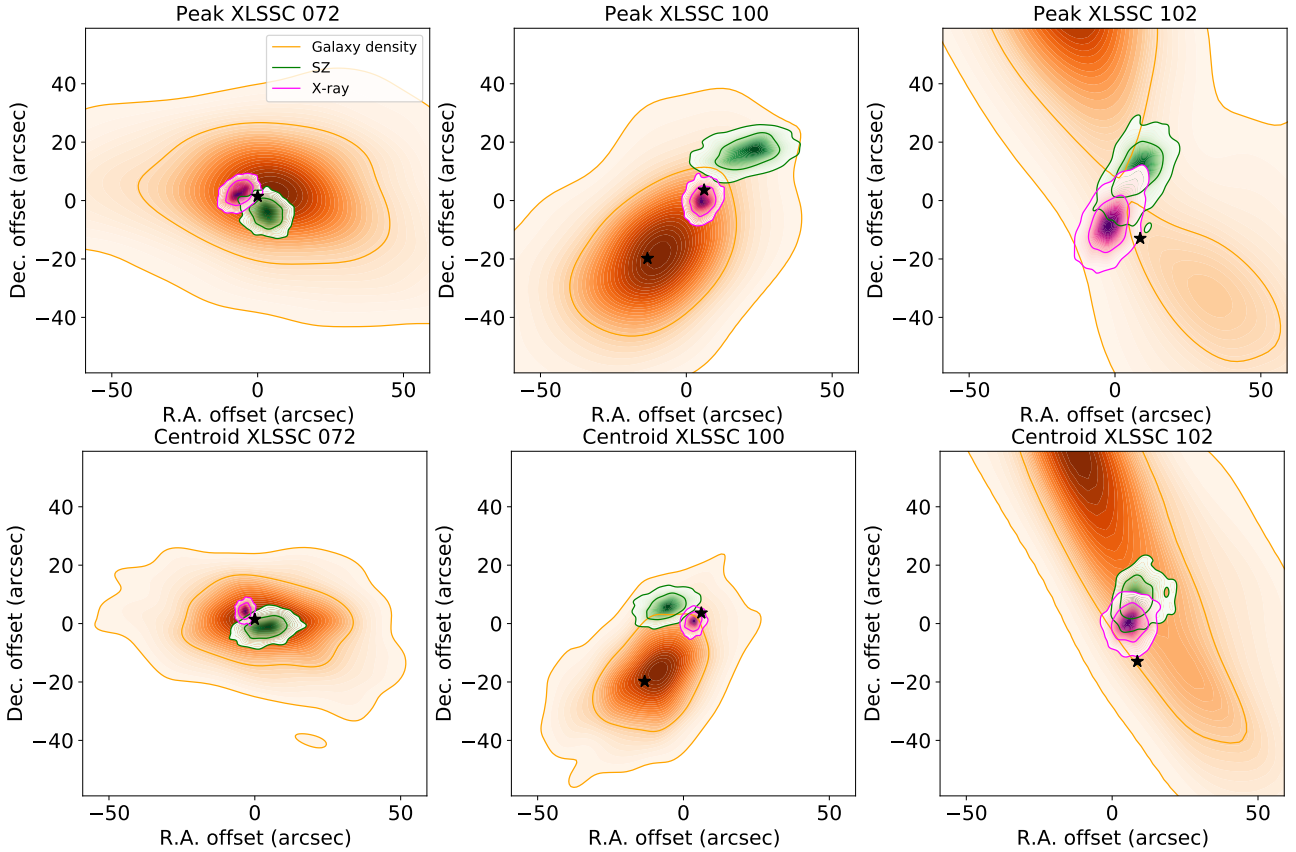 Peak XLSSC 072
Peak XLSSC 100
Peak XLSSC 102
Galaxy density
SZ
X-ray
Dec. offset (arcsec)
40
20
0
−20
−40
−50
0
50
R.A. offset (arcsec)
Dec. offset (arcsec)
40
20
0
−20
−40
−50
0
50
R.A. offset (arcsec)
Dec. offset (arcsec)
40
20
0
−20
−40
−50
0
50
R.A. offset (arcsec)
Centroid XLSSC 072
Centroid XLSSC 100
Centroid XLSSC 102
Dec. offset (arcsec)
40
20
0
−20
−40
−50
0
50
R.A. offset (arcsec)
Dec. offset (arcsec)
40
20
0
−20
−40
−50
0
50
R.A. offset (arcsec)
Dec. offset (arcsec)
40
20
0
−20
−40
−50
0
50
R.A. offset (arcsec)